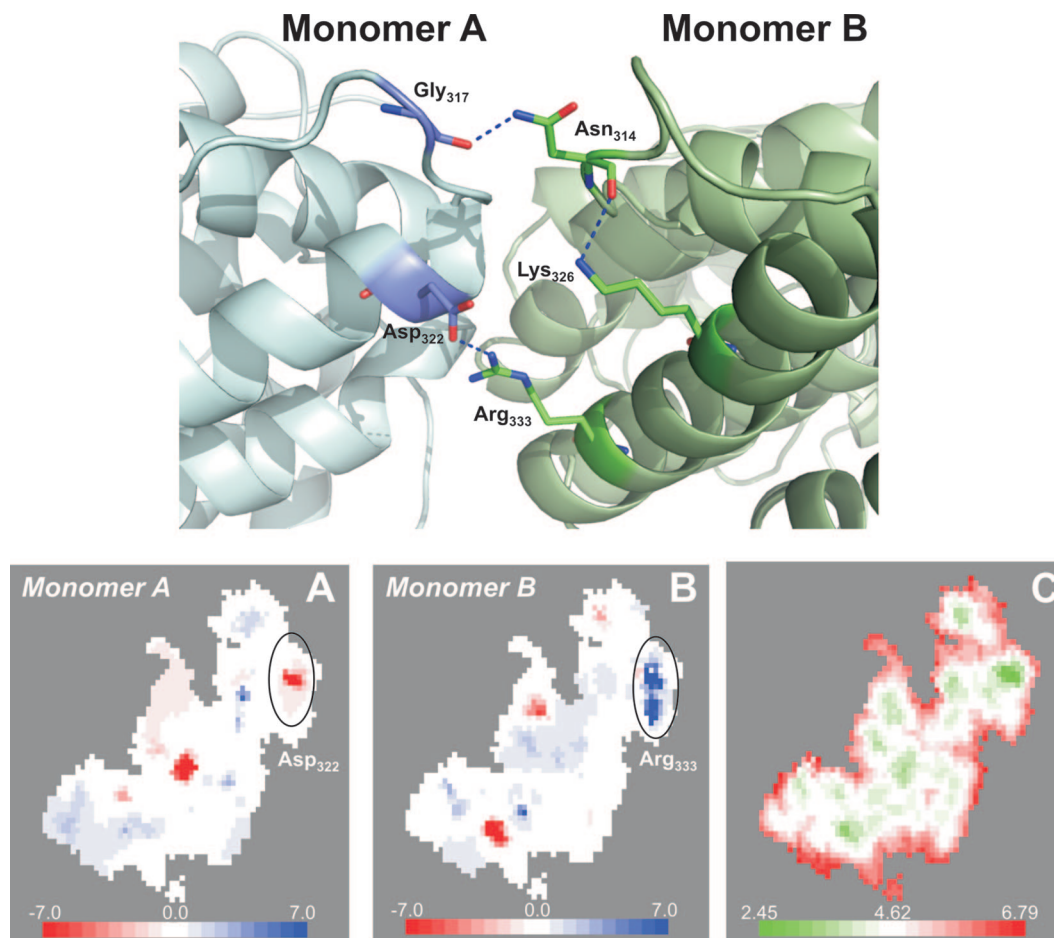 Monomer A Monomer B
Gly317
Asn314
Lys326
Asp322
Arg333
Monomer A A
Asp322
-7.0 0.0 7.0
Monomer B B
Arg333
-7.0 0.0 7.0
C
2.45 4.62 6.79